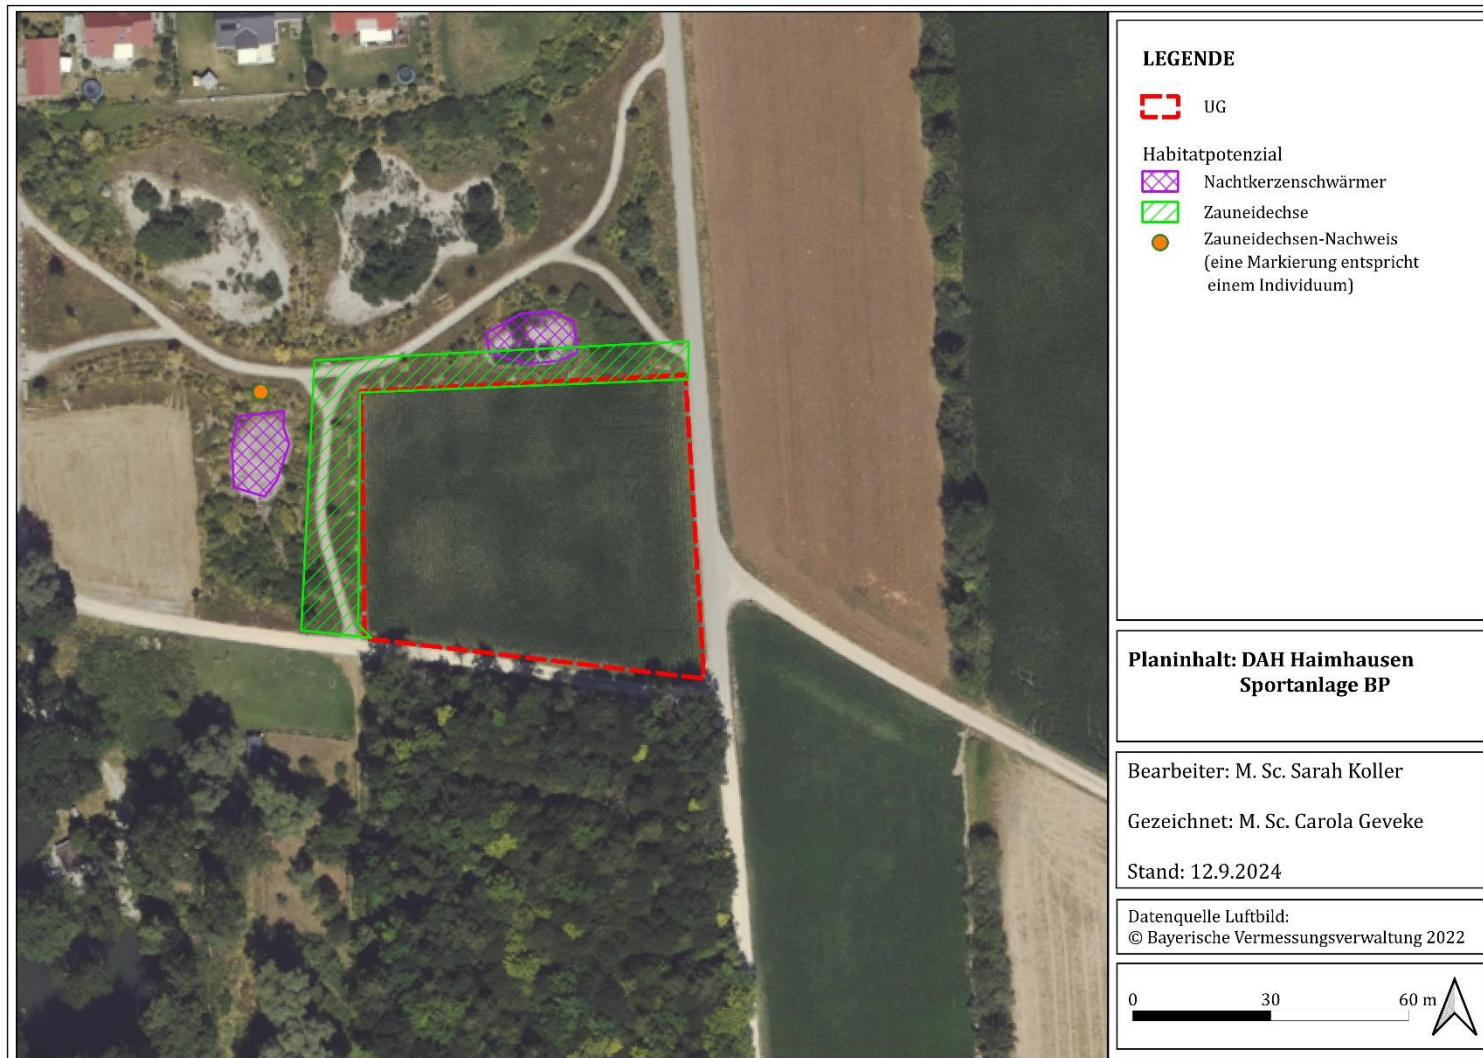 LEGENDE
UG
Habitatpotenzial
Nachtkerzenschwärmer
Zauneidechse
Zauneidechsen-Nachweis
(eine Markierung entspricht
einem Individuum)
Planinhalt: DAH Haimhausen
Sportanlage BP
Bearbeiter: M. Sc. Sarah Koller
Gezeichnet: M. Sc. Carola Geveke
Stand: 12.9.2024
Datenquelle Luftbild:
© Bayerische Vermessungsverwaltung 2022
0 30 60 m